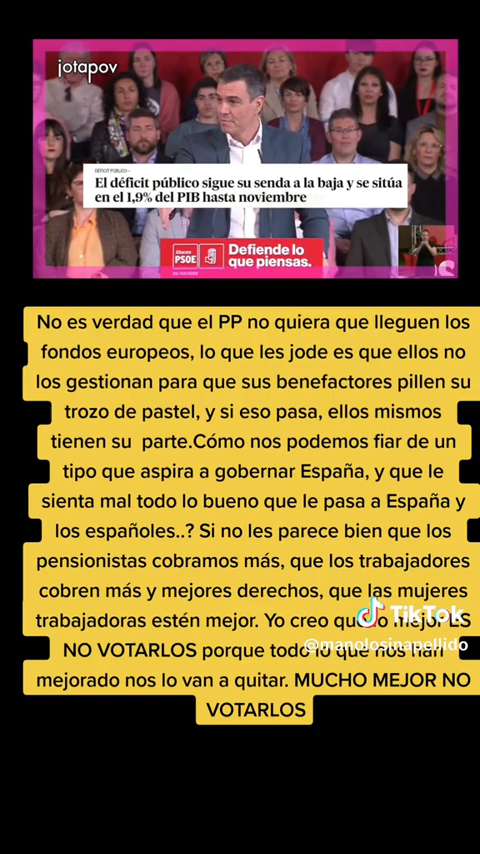 jotapov
DÉFICIT PÚBLICO
El déficit público sigue su senda a la baja y se sitúa
en el 1,9% del PIB hasta noviembre
PSOE
Defiende lo
que piensas.
No es verdad que el PP no quiera que lleguen los
fondos europeos, lo que les jode es que ellos no
los gestionan para que sus benefactores pillen su
trozo de pastel, y si eso pasa, ellos mismos
tienen su parte.Cómo nos podemos fiar de un
tipo que aspira a gobernar España, y que le
sienta mal todo lo bueno que le pasa a España y
los españoles..? Si no les parece bien que los
pensionistas cobramos más, que los trabajadores
cobren más y mejores derechos, que las mujeres
trabajadoras estén mejor. Yo creo que lo mejor ES
NO VOTARLOS porque todo lo que nos han
mejorado nos lo van a quitar. MUCHO MEJOR NO
VOTARLOS
TikTok
@manolosinapellido